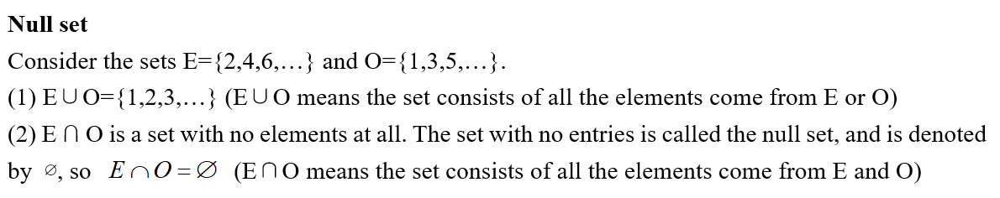 Null set
Consider the sets E={2,4,6,…} and O={1,3,5,…}.
(1) E∪O={1,2,3,…} (E∪O means the set consists of all the elements come from E or O)
(2) E∩O is a set with no elements at all. The set with no entries is called the null set, and is denoted
by ∅, so E∩O=∅ (E∩O means the set consists of all the elements come from E and O)